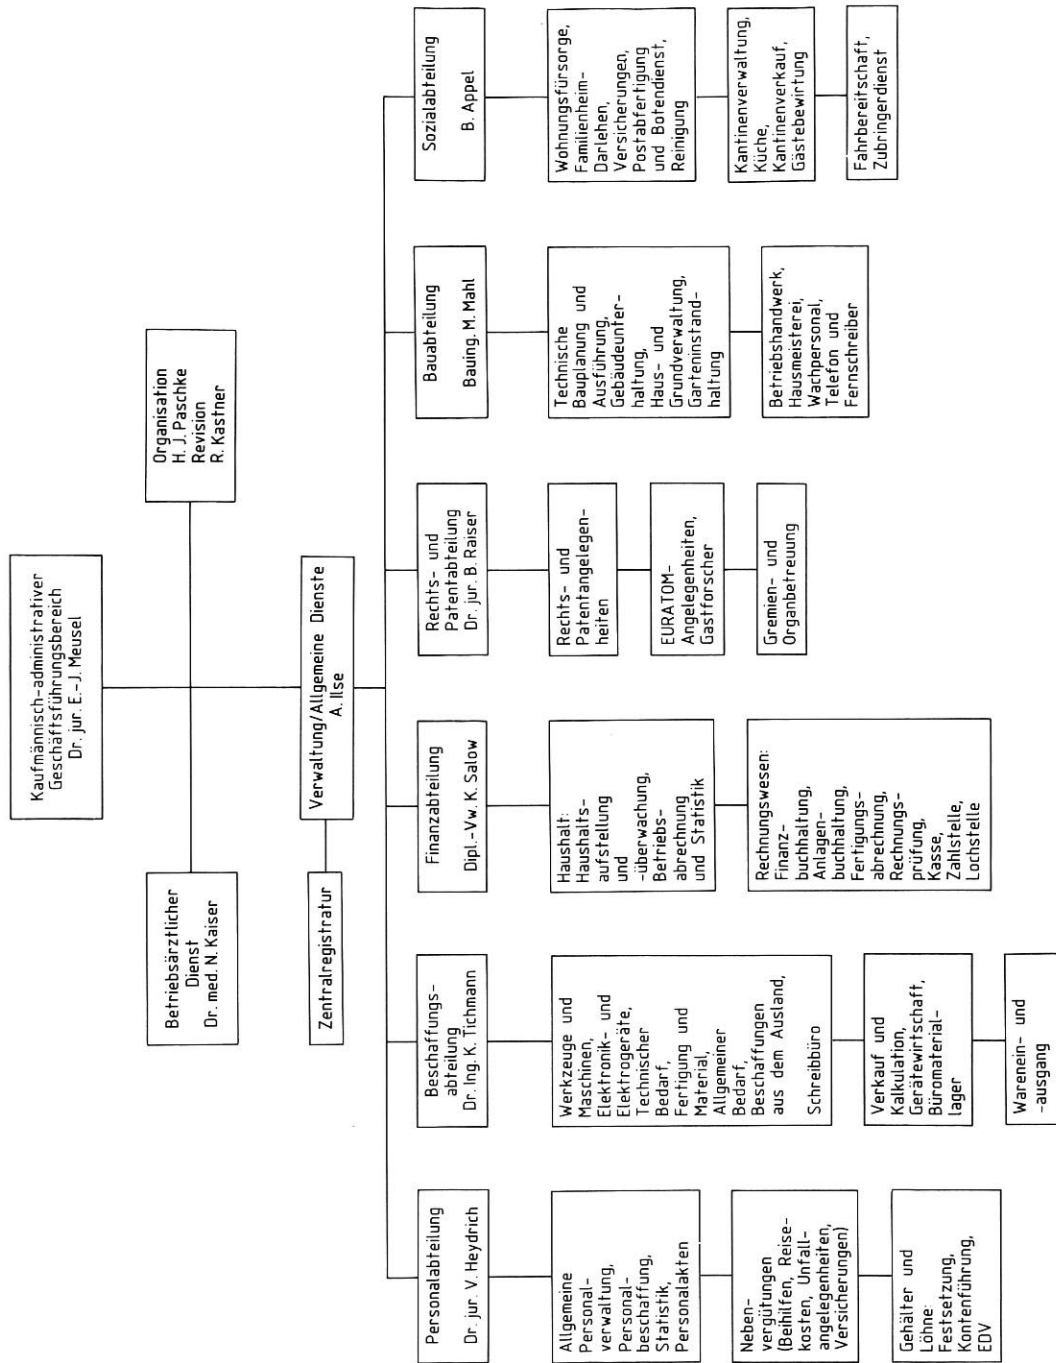 Kaufmännisch-administrativer
Geschäftsführungsbereich
Dr. jur. E.-J. Meusel
Betriebsärztlicher
Dienst
Dr. med. N. Kaiser
Organisation
H. J. Paschke
Revision
R. Kastner
Zentralregistratur
Verwaltung/Allgemeine Dienste
A. Ilse
Personalabteilung
Dr. jur. V. Heydrich
Allgemeine
Personal-
verwaltung,
Personal-
beschaffung,
Statistik,
Personalakten
Neben-
vergütungen
(Beihilfen, Reise-
kosten, Unfall-
angelegenheiten,
Versicherungen)
Gehälter und
Löhne:
Festsetzung,
Kontenführung,
EDV
Beschaffungs-
abteilung
Dr. Ing. K. Tichmann
Werkzeuge und
Maschinen,
Elektronik- und
Elektrogeräte,
Technischer
Bedarf,
Fertigung und
Material,
Allgemeiner
Bedarf,
Beschaffungen
aus dem Ausland,
Schreibbüro
Verkauf und
Kalkulation,
Gerätewirtschaft,
Büromaterial-
lager
Warenein- und
-ausgang
Finanzabteilung
Dipl.-Vw. K. Salow
Haushalt:
Haushalts-
aufstellung
und
-überwachung,
Betriebs-
abrechnung
und Statistik
Rechnungswesen:
Finanz-
buchhaltung,
Anlagen-
buchhaltung,
Fertigungs-
abrechnung,
Rechnungs-
prüfung,
Kasse,
Zahlstelle,
Lochstelle
Rechts- und
Patentabteilung
Dr. jur. B. Raiser
Rechts- und
Patentangelegen-
heiten
EURATOM-
Angelegenheiten,
Gastforscher
Gremien- und
Organbetreuung
Bauabteilung
Bauing. M. Mahl
Technische
Bauplanung und
Ausführung,
Gebäudeunter-
haltung,
Haus- und
Grundverwaltung,
Garteninstand-
haltung
Betriebshandwerk,
Hausmeisterei,
Wachpersonal,
Telefon und
Fernschreiber
Sozialabteilung
B. Appel
Wohnungsfürsorge,
Familienheim-
Darlehen,
Versicherungen,
Postabfertigung
und Botendienst,
Reinigung
Kantinenverwaltung,
Küche,
Kantinenverkauf,
Gästebewirtung
Fahrbereitschaft,
Zubringerdienst